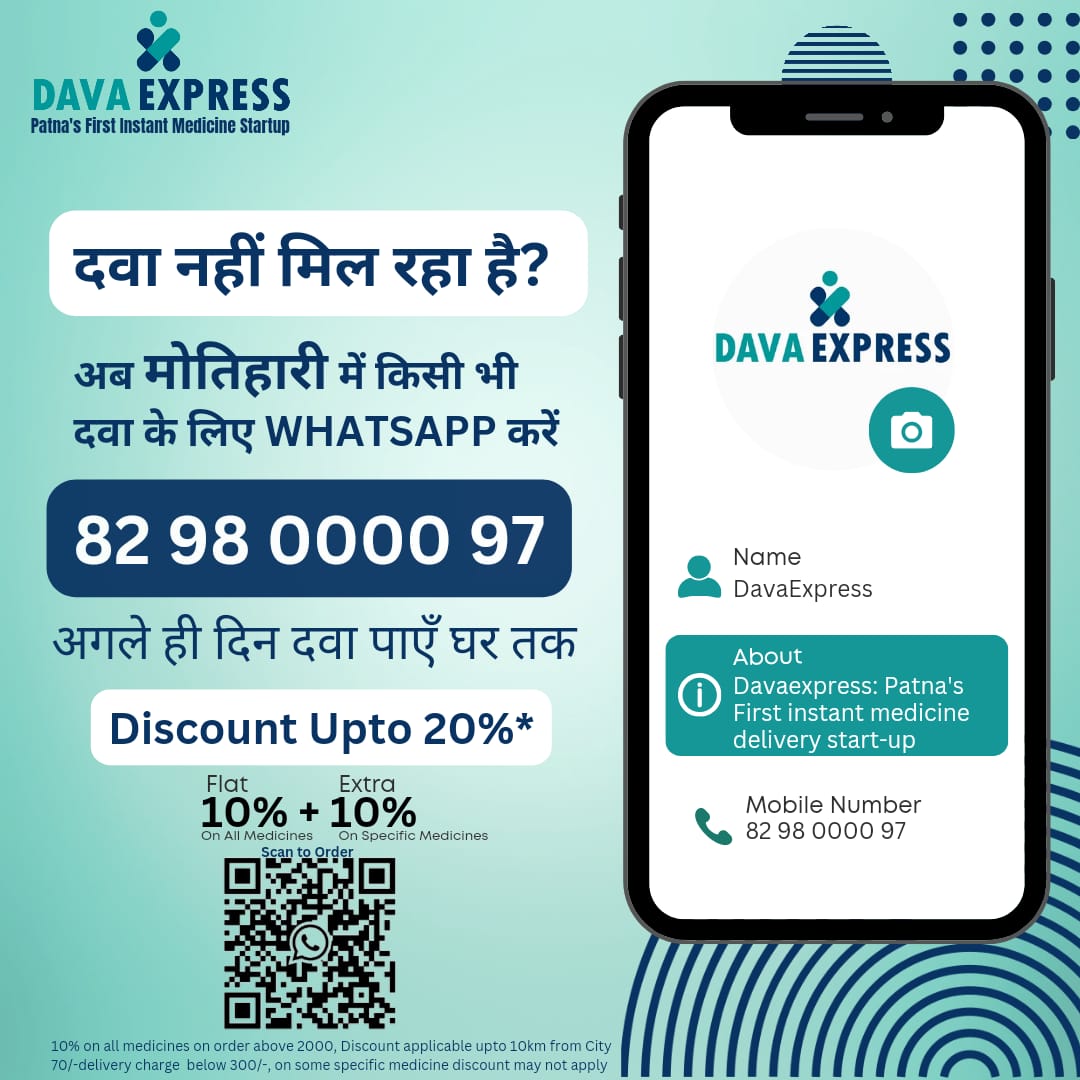 DAVA EXPRESS
Patna's First Instant Medicine Startup
दवा नहीं मिल रहा है?
अब मोतिहारी में किसी भी
दवा के लिए WHATSAPP करें
82 98 0000 97
अगले ही दिन दवा पाएँ घर तक
Discount Upto 20%*
Flat Extra
10% + 10%
On All Medicines On Specific Medicines
Scan to Order
10% on all medicines on order above 2000, Discount applicable upto 10km from City
70/-delivery charge below 300/-, on some specific medicine discount may not apply
DAVA EXPRESS
Name
DavaExpress
About
Davaexpress: Patna's
First instant medicine
delivery start-up
Mobile Number
82 98 0000 97